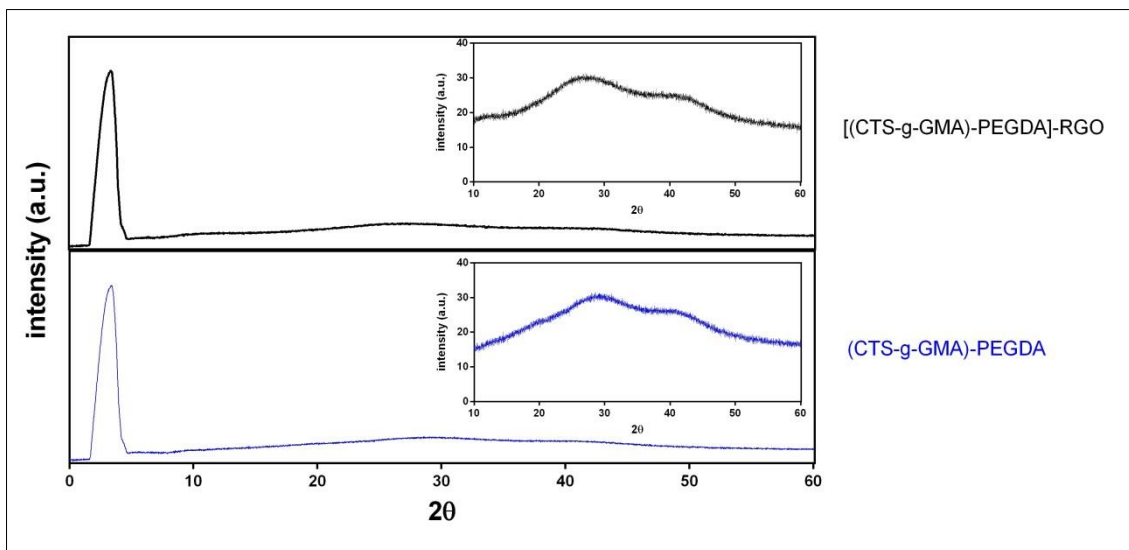 intensity (a.u.)
intensity (a.u.)
40
30
20
10
0
10 20 30 40 50 60
2θ
[(CTS-g-GMA)-PEGDA]-RGO
intensity (a.u.)
40
30
20
10
0
10 20 30 40 50 60
2θ
(CTS-g-GMA)-PEGDA
0 10 20 30 40 50 60
2θ